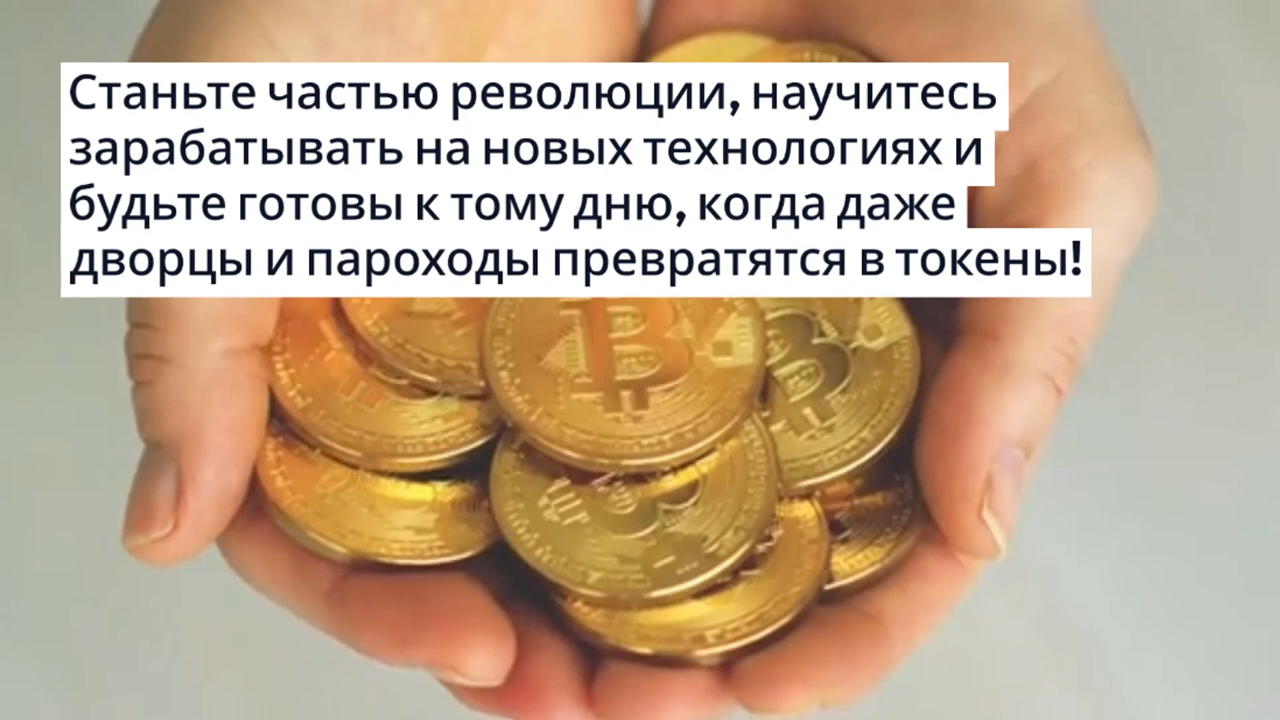 Станьте частью революции, научитесь
зарабатывать на новых технологиях и
будьте готовы к тому дню, когда даже
дворцы и пароходы превратятся в токены!